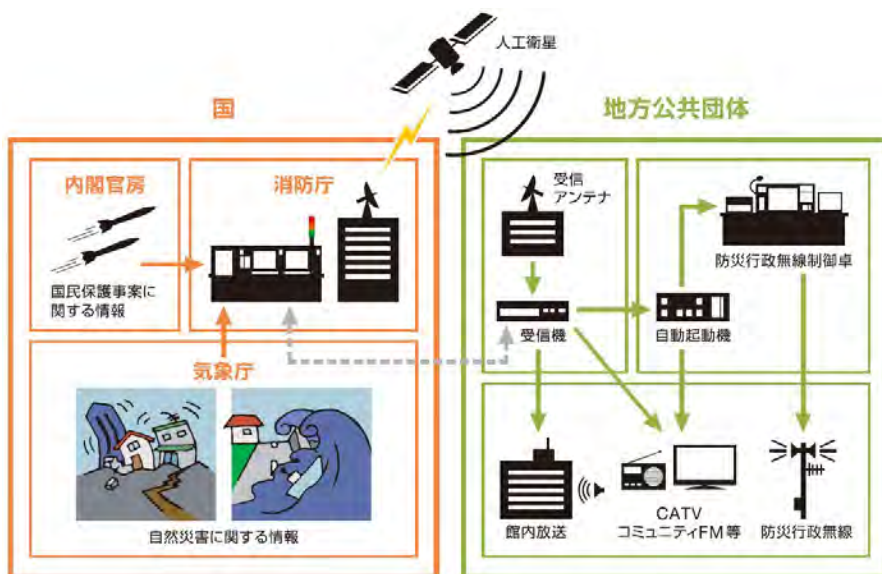 人工衛星
国
地方公共団体
内閣官房
消防庁
国民保護事案に
関する情報
気象庁
自然災害に関する情報
受信
アンテナ
防災行政無線制御卓
受信機
自動起動機
館内放送
CATV
コミュニティFM等
防災行政無線